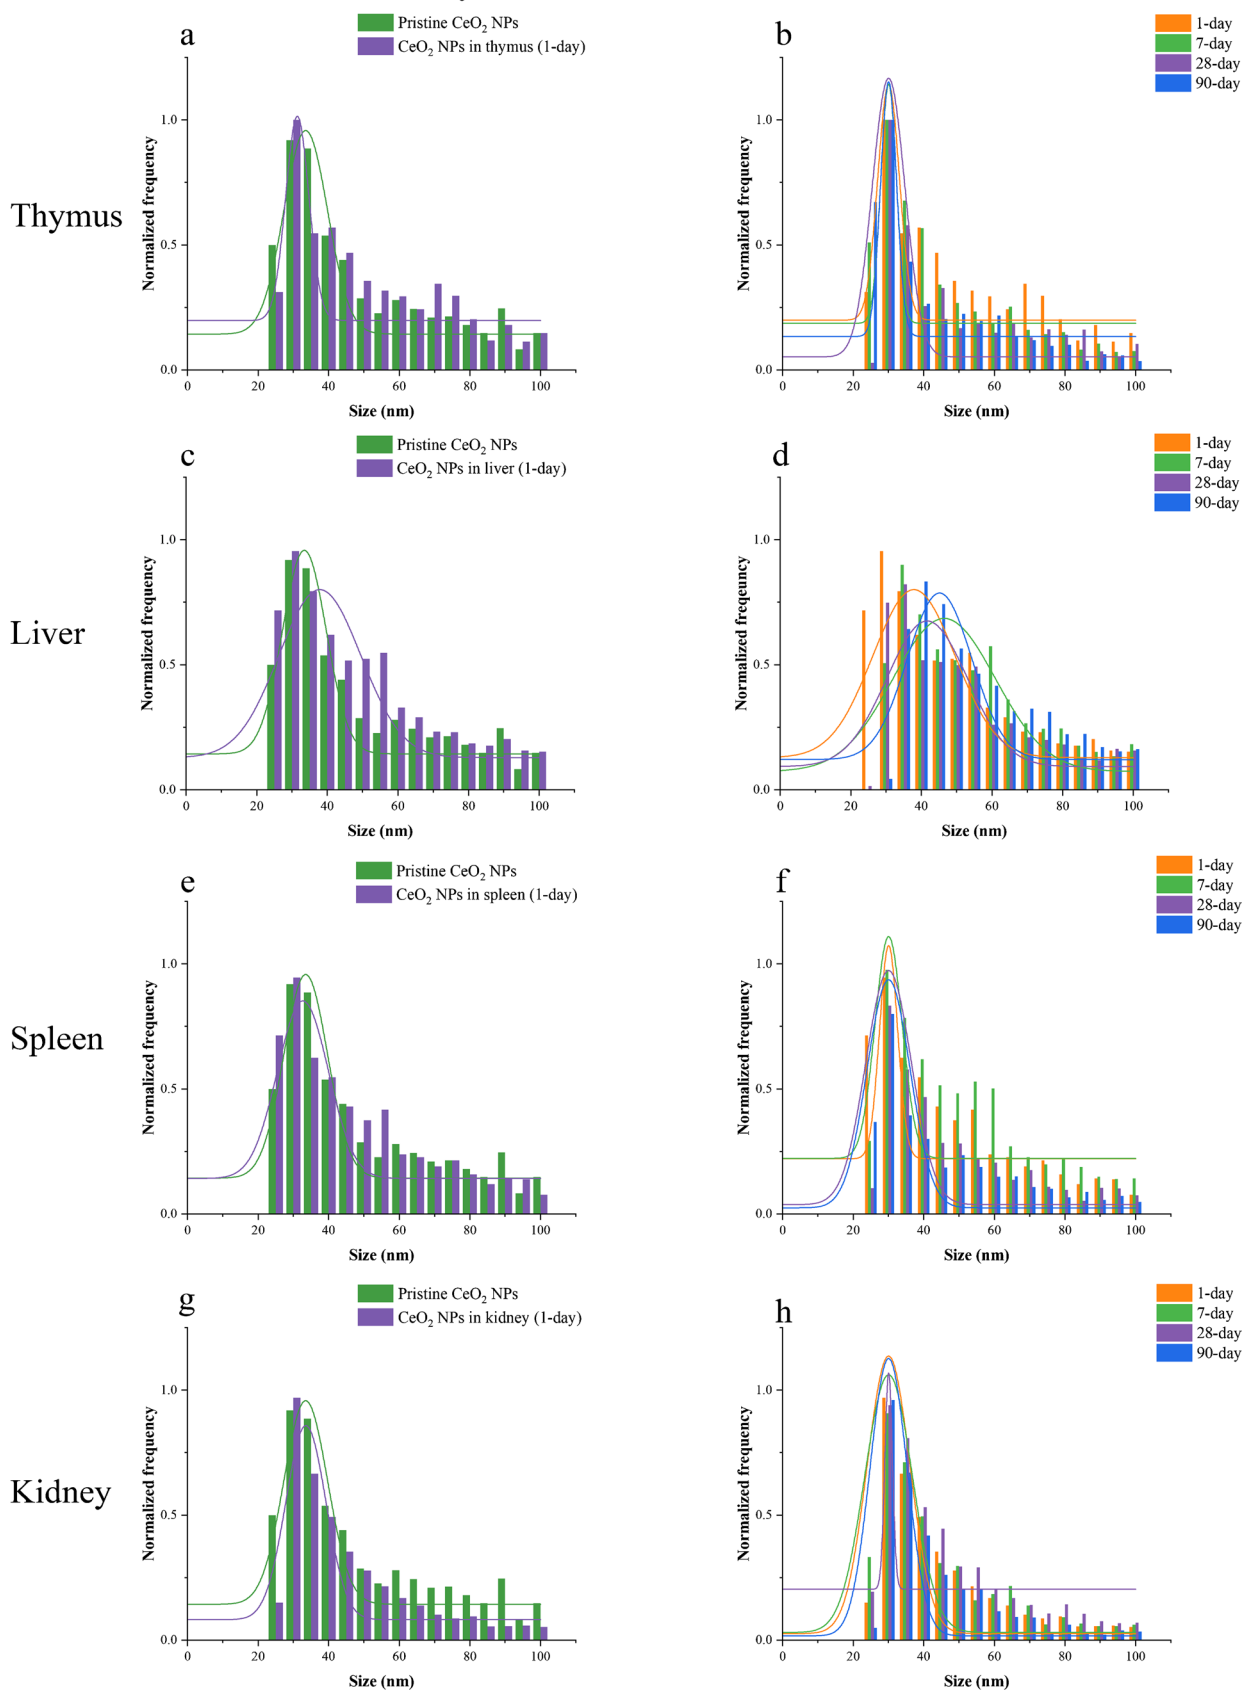 a
Pristine CeO₂ NPs
CeO₂ NPs in thymus (1-day)
b
1-day
7-day
28-day
90-day
Thymus
Normalized frequency
1.0
0.5
0.0
0 20 40 60 80 100
Size (nm)
Normalized frequency
1.0
0.5
0.0
0 20 40 60 80 100
Size (nm)
c
Pristine CeO₂ NPs
CeO₂ NPs in liver (1-day)
d
1-day
7-day
28-day
90-day
Liver
Normalized frequency
1.0
0.5
0.0
0 20 40 60 80 100
Size (nm)
Normalized freqeuncy
1.0
0.5
0.0
0 20 40 60 80 100
Size (nm)
e
Pristine CeO₂ NPs
CeO₂ NPs in spleen (1-day)
f
1-day
7-day
28-day
90-day
Spleen
Normalized frequency
1.0
0.5
0.0
0 20 40 60 80 100
Size (nm)
Normalized frequency
1.0
0.5
0.0
0 20 40 60 80 100
Size (nm)
g
Pristine CeO₂ NPs
CeO₂ NPs in kidney (1-day)
h
1-day
7-day
28-day
90-day
Kidney
Normalized frequency
1.0
0.5
0.0
0 20 40 60 80 100
Size (nm)
Normalized frequency
1.0
0.5
0.0
0 20 40 60 80 100
Size (nm)